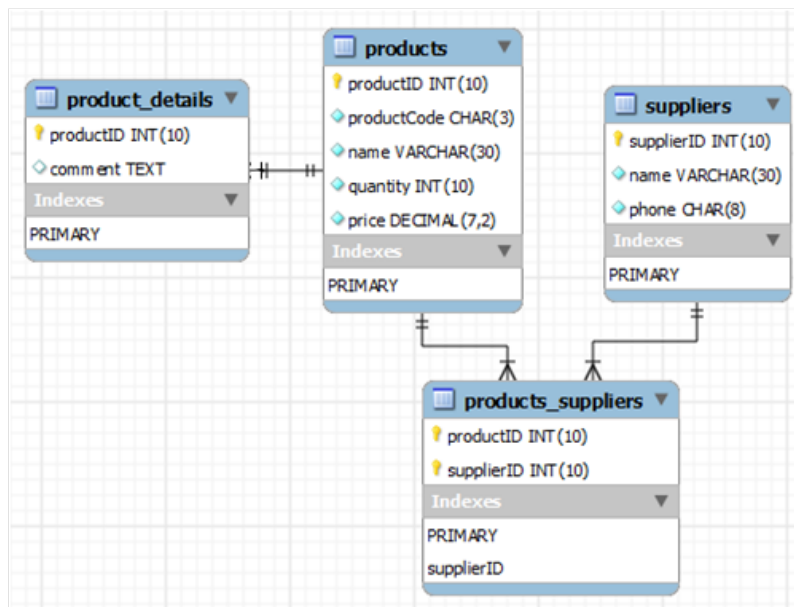 product_details
productID INT(10)
comment TEXT
Indexes
PRIMARY
products
productID INT(10)
productCode CHAR(3)
name VARCHAR(30)
quantity INT(10)
price DECIMAL(7,2)
Indexes
PRIMARY
suppliers
supplierID INT(10)
name VARCHAR(30)
phone CHAR(8)
Indexes
PRIMARY
products_suppliers
productID INT(10)
supplierID INT(10)
Indexes
PRIMARY
supplierID